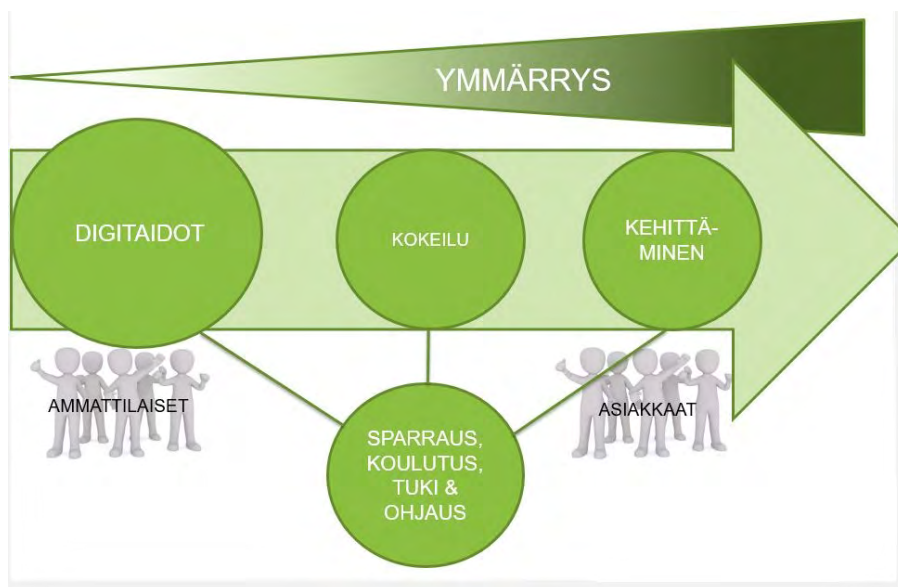 YMMÄRRYS
DIGITAIDOT
KOKEILU
KEHITTÄ-
MINEN
AMMATTILAISET
ASIAKKAAT
SPARRAUS,
KOULUTUS,
TUKI &
OHJAUS